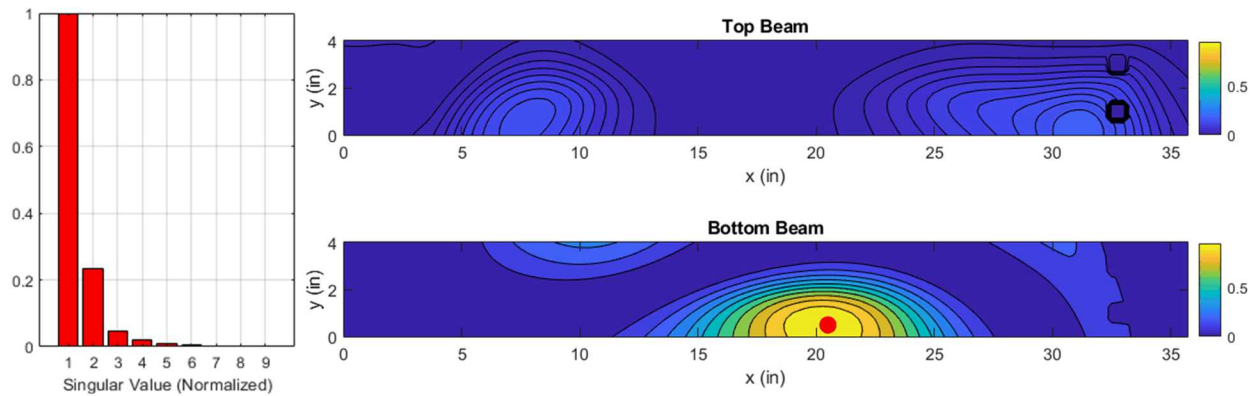 1
0.8
0.6
0.4
0.2
0
1 2 3 4 5 6 7 8 9
Singular Value (Normalized)
Top Beam
4
2
0
y (in)
0 5 10 15 20 25 30 35
x (in)
0.5
0
Bottom Beam
4
2
0
y (in)
0 5 10 15 20 25 30 35
x (in)
0.5
0